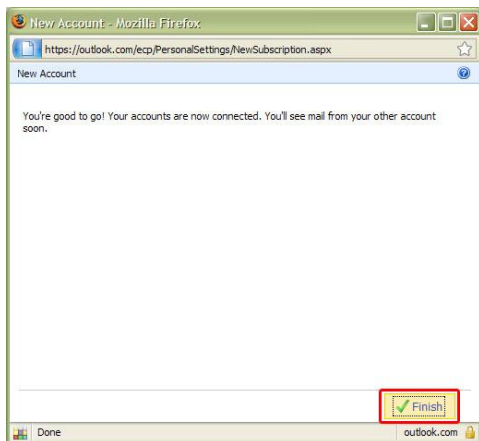 New Account - Mozilla Firefox
https://outlook.com/ecp/PersonalSettings/NewSubscription.aspx
New Account
You're good to go! Your accounts are now connected. You'll see mail from your other account
soon.
Finish
Done outlook.com